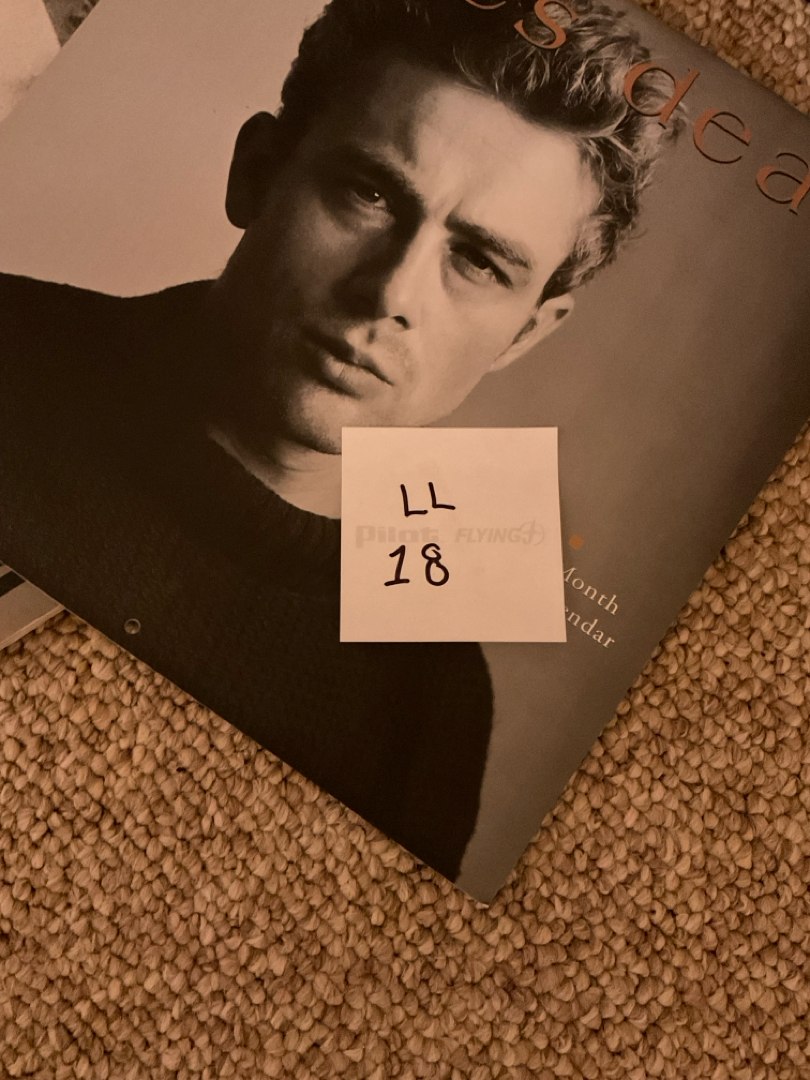 es dea
LL
Pilot FLYING J
18
Month
endar